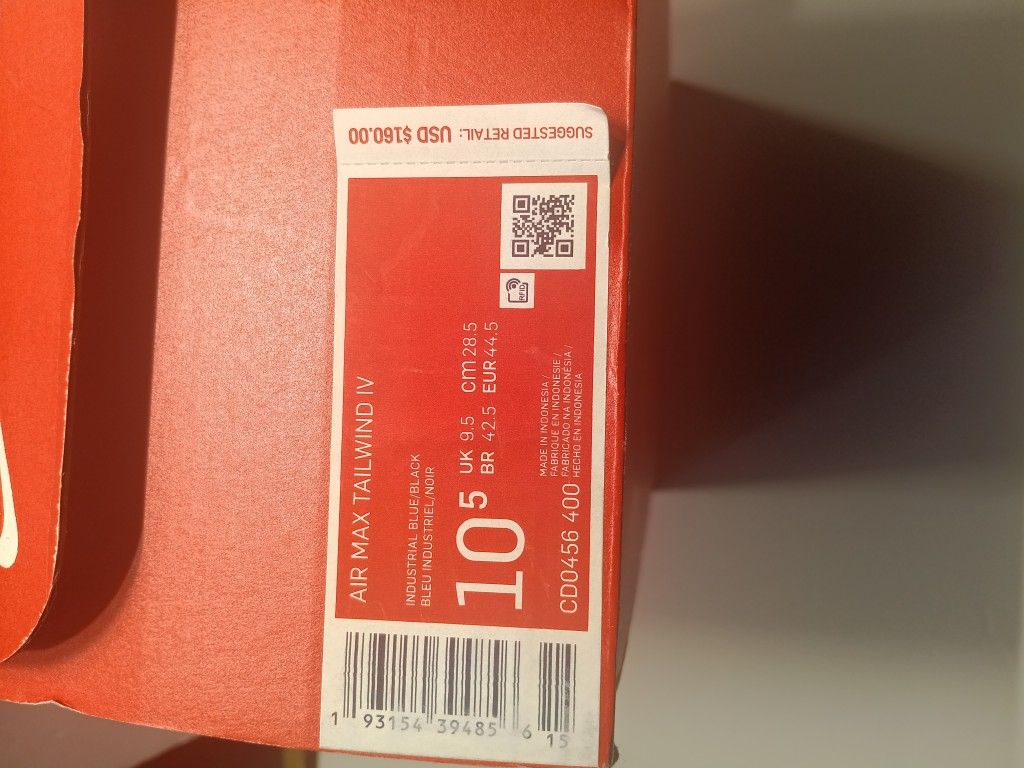 SUGGESTED RETAIL: USD $160.00
AIR MAX TAILWIND IV
INDUSTRIAL BLUE/BLACK
BLEU INDUSTRIEL/NOIR
10 5
UK 9.5 cm 28.5
BR 42.5 EUR 44.5
RFID
MADE IN INDONESIA /
FABRIQUE EN INDONESIE /
FABRICADO NA INDONÉSIA /
HECHO EN INDONESIA
CD0456 400
1 93154 39485 6 15